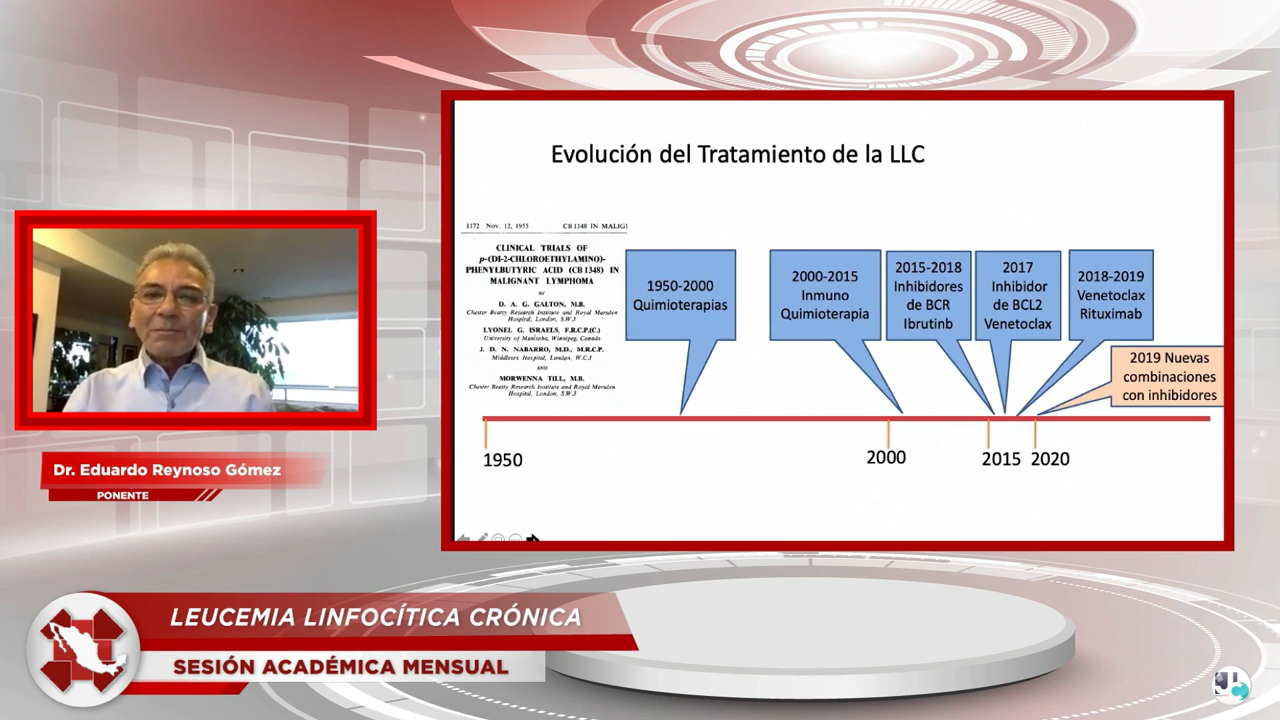 Evolución del Tratamiento de la LLC
1172 Nov. 12, 1955 CB 1348 IN MALIGI
CLINICAL TRIALS OF
p-(DI-2-CHLOROETHYLAMINO)-
PHENYLBUTYRIC ACID (CB 1348) IN
MALIGNANT LYMPHOMA
BY
D. A. G. GALTON, M.B.
Chester Beatty Research Institute and Royal Marsden
Hospital, London, S.W.3
LYONEL G. ISRAELS, F.R.C.P.(C.)
University of Manitoba, Winnipeg, Canada
J. D. N. NABARRO, M.D., M.R.C.P.
Middlesex Hospital, London, W.C.1
AND
MORWENNA TILL, M.B.
Chester Beatty Research Institute and Royal Marsden
Hospital, London, S.W.3
1950-2000
Quimioterapias
2000-2015
Inmuno
Quimioterapia
2015-2018
Inhibidores
de BCR
Ibrutinb
2017
Inhibidor
de BCL2
Venetoclax
2018-2019
Venetoclax
Rituximab
2019 Nuevas
combinaciones
con inhibidores
1950
2000
2015
2020
Dr. Eduardo Reynoso Gómez
PONENTE
LEUCEMIA LINFOCÍTICA CRÓNICA
SESIÓN ACADÉMICA MENSUAL